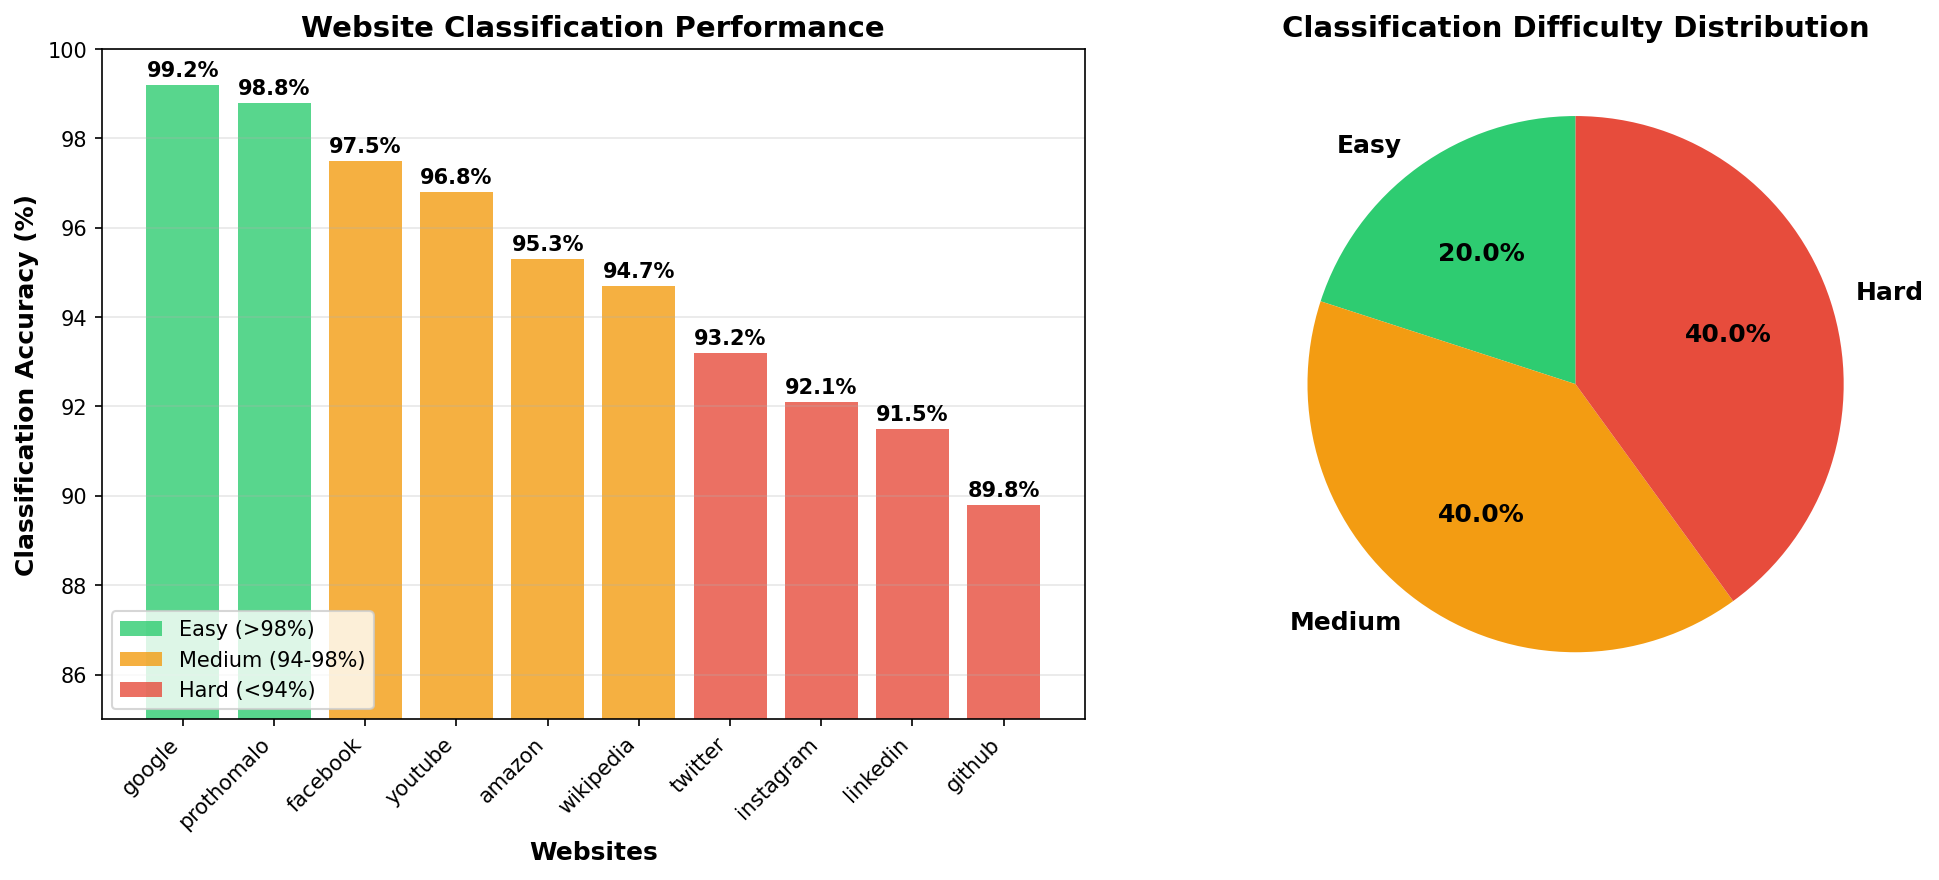 Website Classification Performance
Classification Accuracy (%)
100
98
96
94
92
90
88
86
99.2%
98.8%
97.5%
96.8%
95.3%
94.7%
93.2%
92.1%
91.5%
89.8%
Easy (>98%)
Medium (94-98%)
Hard (<94%)
google
prothomalo
facebook
youtube
amazon
wikipedia
twitter
instagram
linkedin
github
Websites
Classification Difficulty Distribution
Easy
20.0%
Hard
40.0%
40.0%
Medium